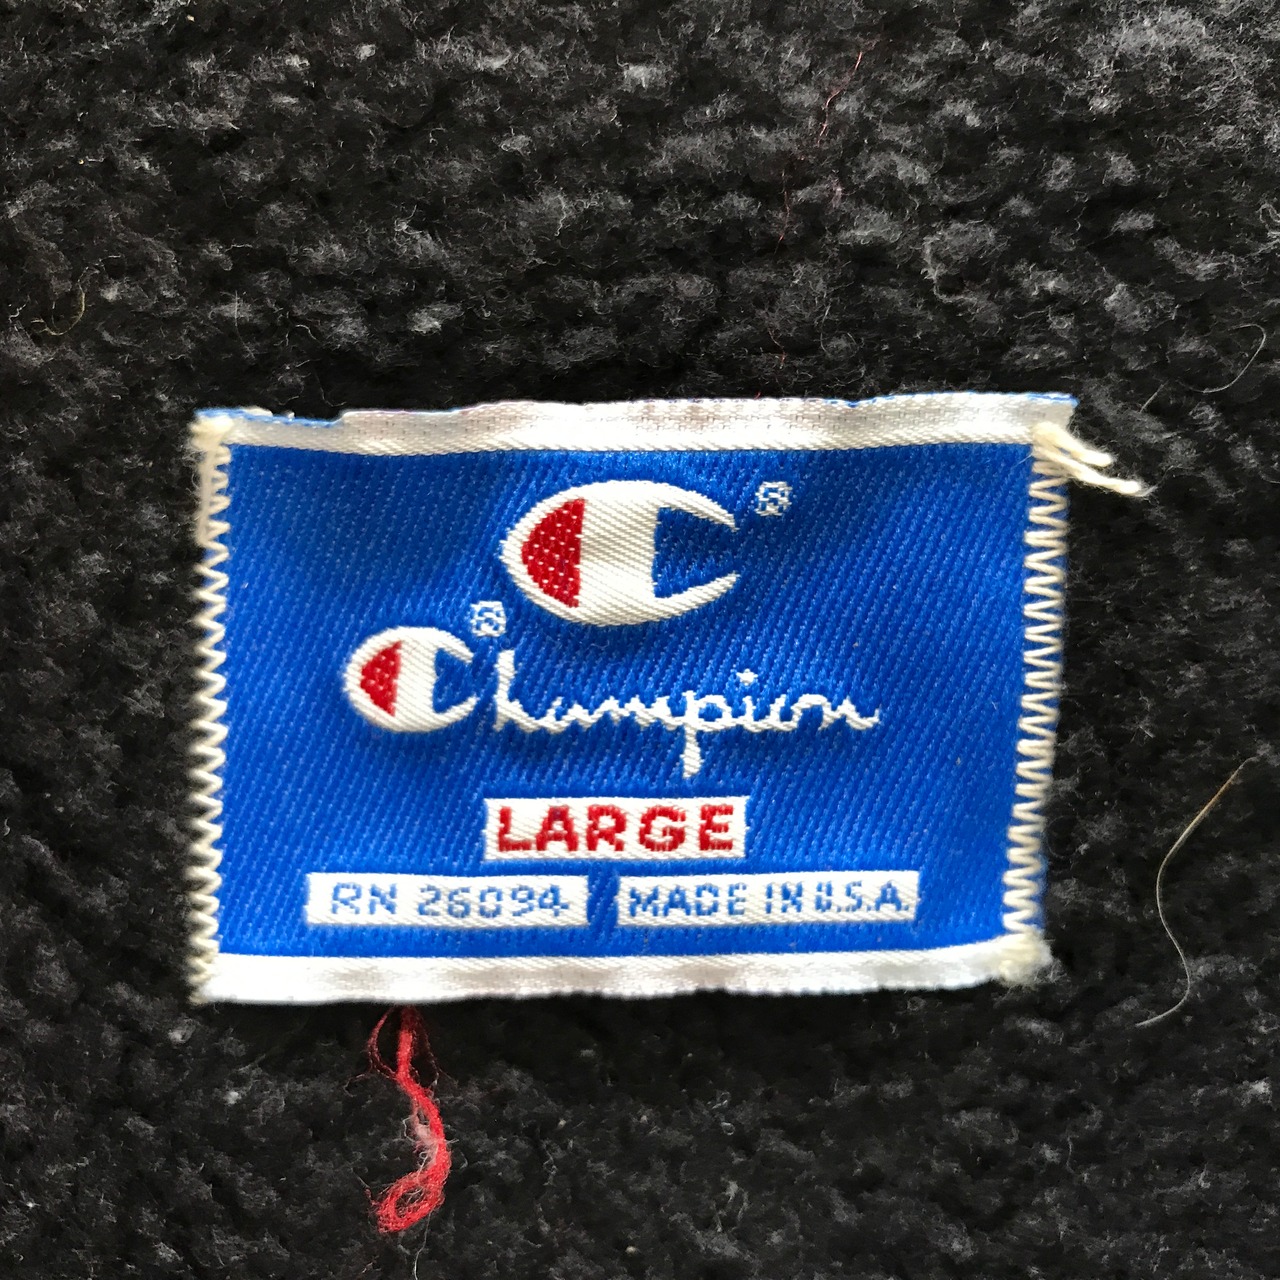 ®
Champion®
LARGE
RN 26094 MADE IN U.S.A.